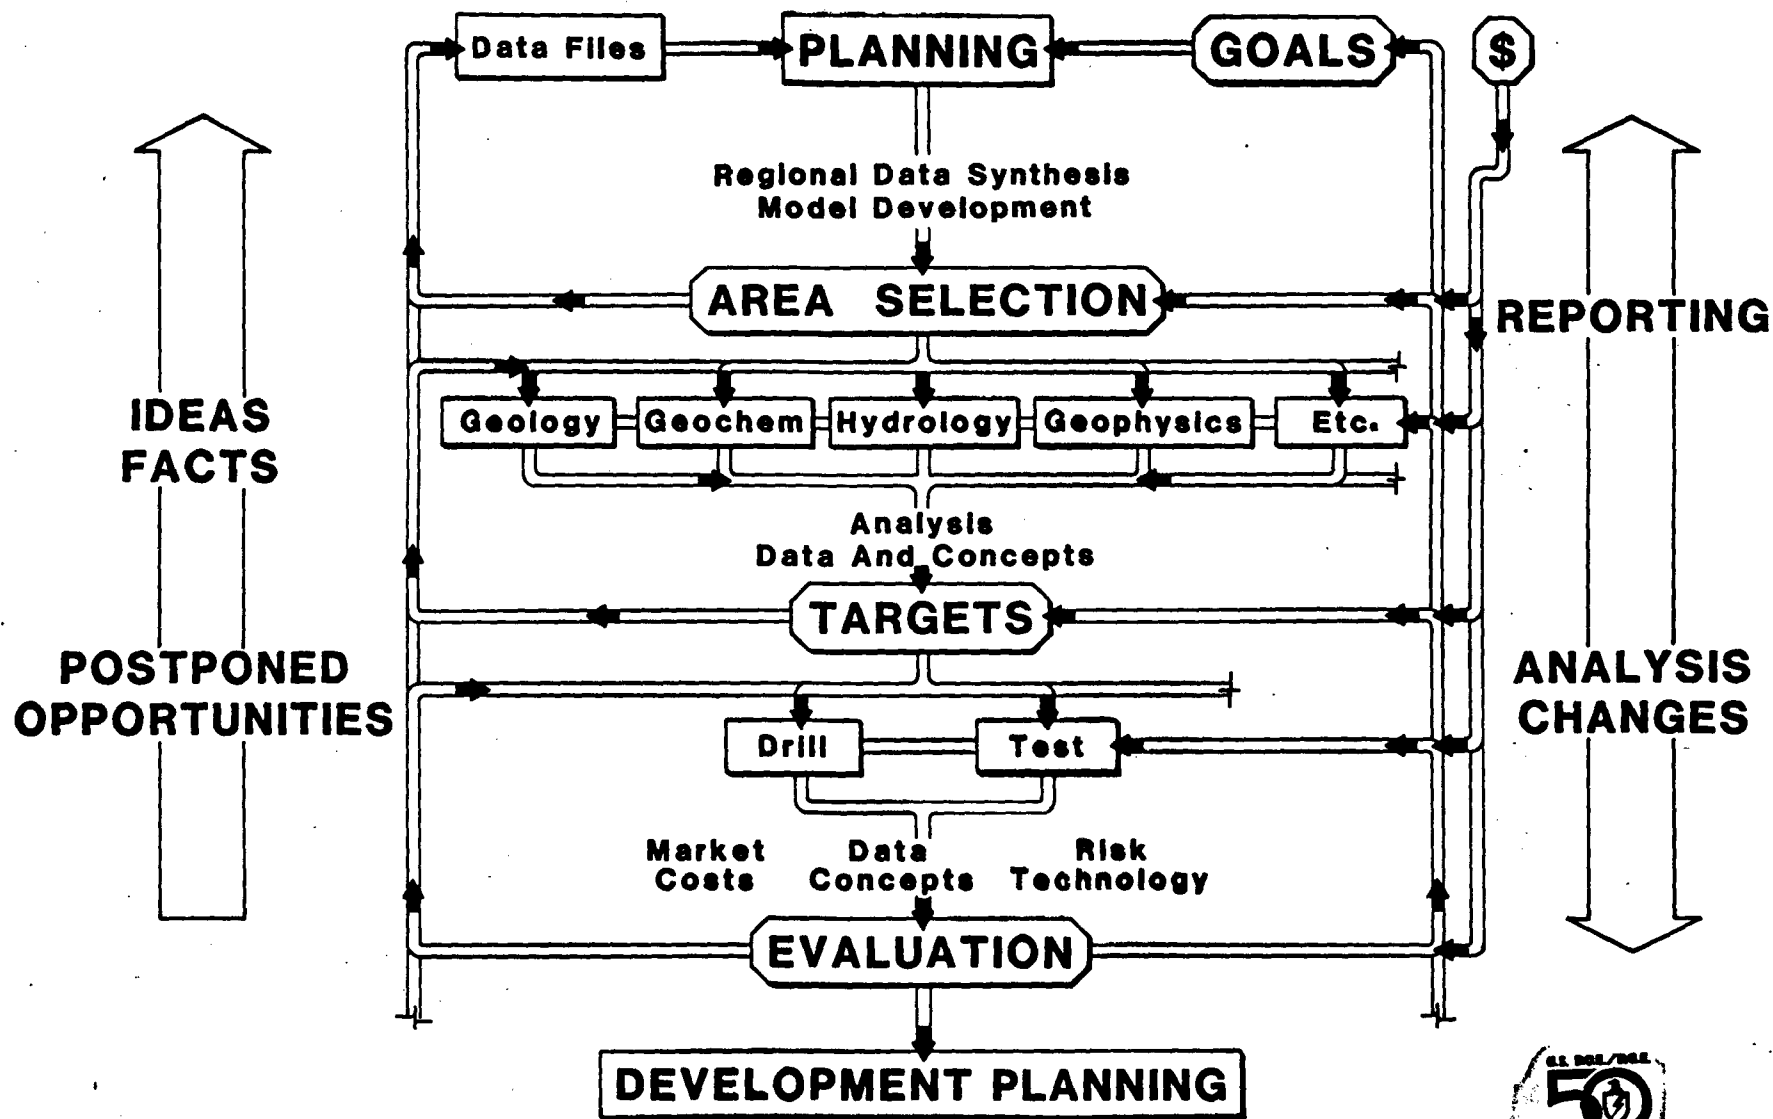 Data Files
PLANNING
GOALS
$
Regional Data Synthesis
Model Development
AREA SELECTION
REPORTING
IDEAS
FACTS
Geology
Geochem
Hydrology
Geophysics
Etc.
Analysis
Data And Concepts
TARGETS
POSTPONED
OPPORTUNITIES
ANALYSIS
CHANGES
Drill
Test
Market
Costs
Data
Concepts
Risk
Technology
EVALUATION
DEVELOPMENT PLANNING
50